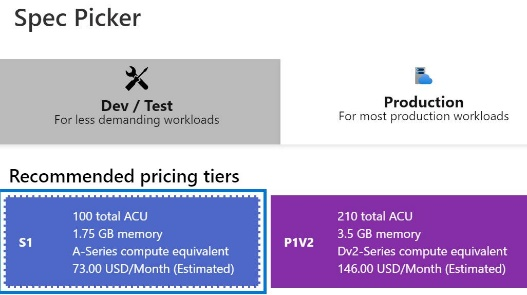 Spec Picker
Dev / Test
For less demanding workloads
Production
For most production workloads
Recommended pricing tiers
S1
100 total ACU
1.75 GB memory
A-Series compute equivalent
73.00 USD/Month (Estimated)
P1V2
210 total ACU
3.5 GB memory
Dv2-Series compute equivalent
146.00 USD/Month (Estimated)